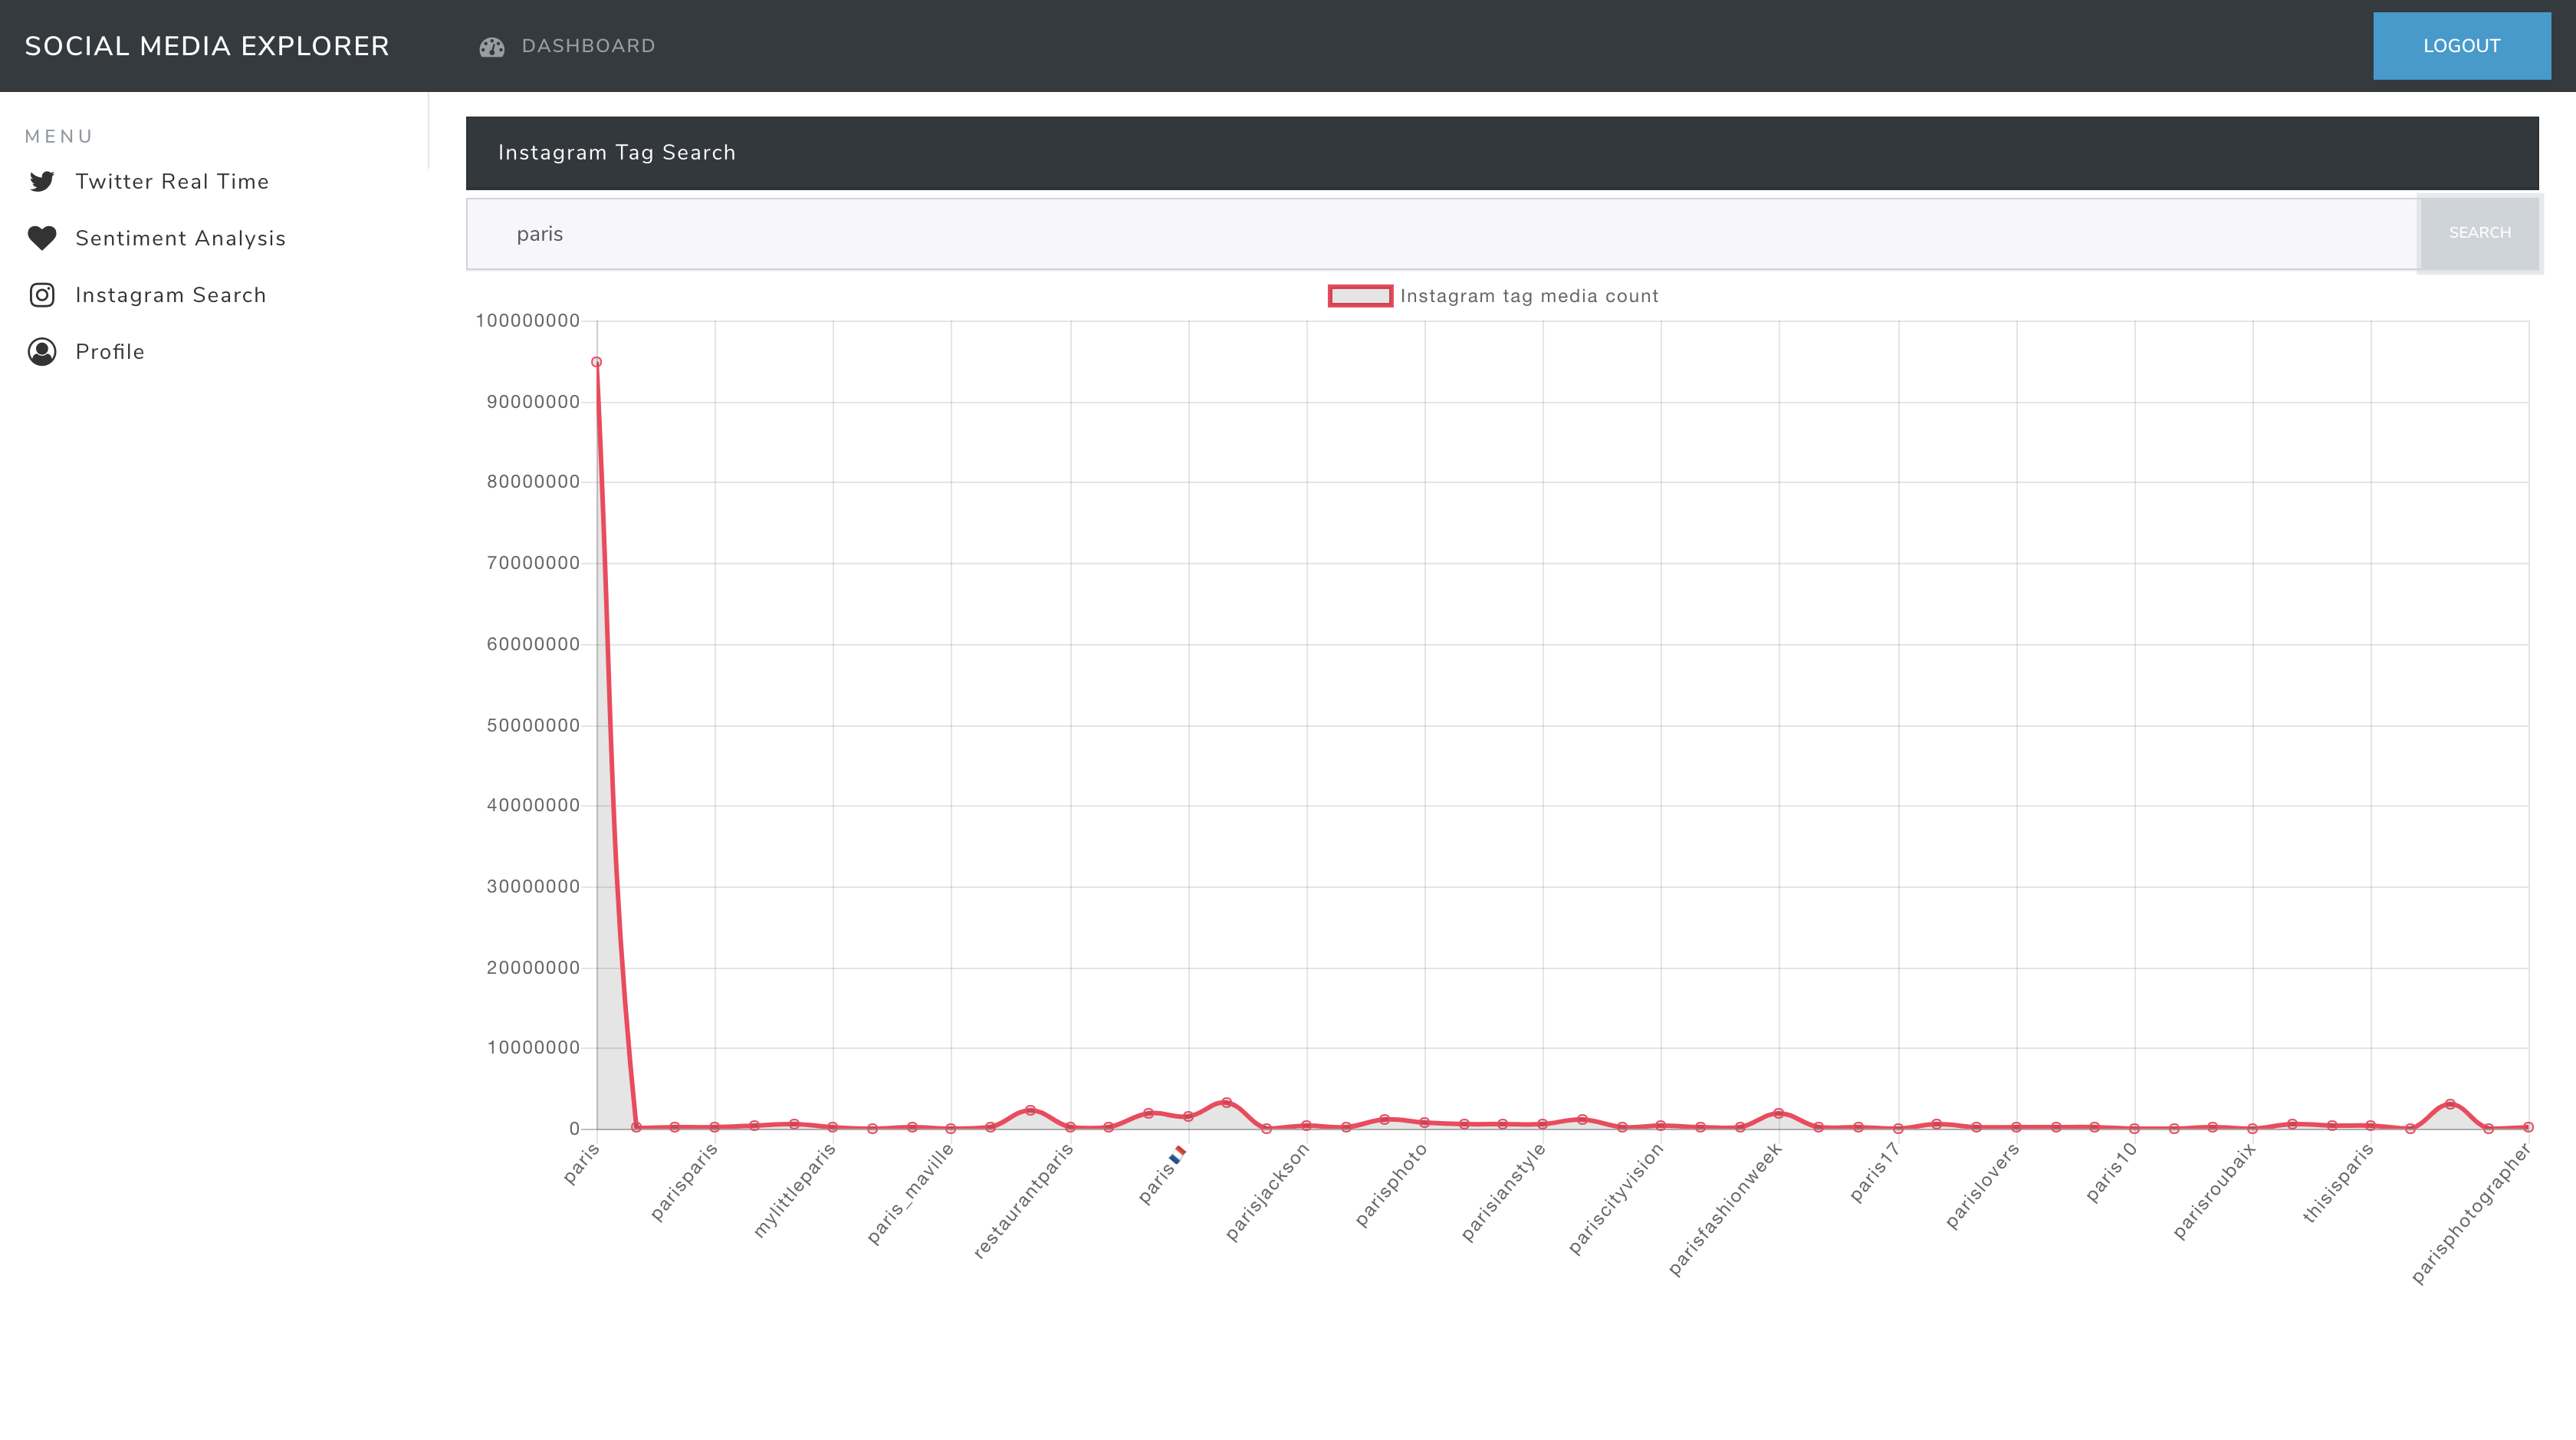 SOCIAL MEDIA EXPLORER
DASHBOARD
LOGOUT
MENU
Twitter Real Time
Sentiment Analysis
Instagram Search
Profile
Instagram Tag Search
paris
SEARCH
Instagram tag media count
100000000
90000000
80000000
70000000
60000000
50000000
40000000
30000000
20000000
10000000
0
paris
parisparis
mylittleparis
paris_maville
restaurantparis
paris🇫🇷
parisjackson
parisphoto
parisianstyle
pariscityvision
parisfashionweek
paris17
parislovers
paris10
parisroubaix
thisisparis
parisphotographer